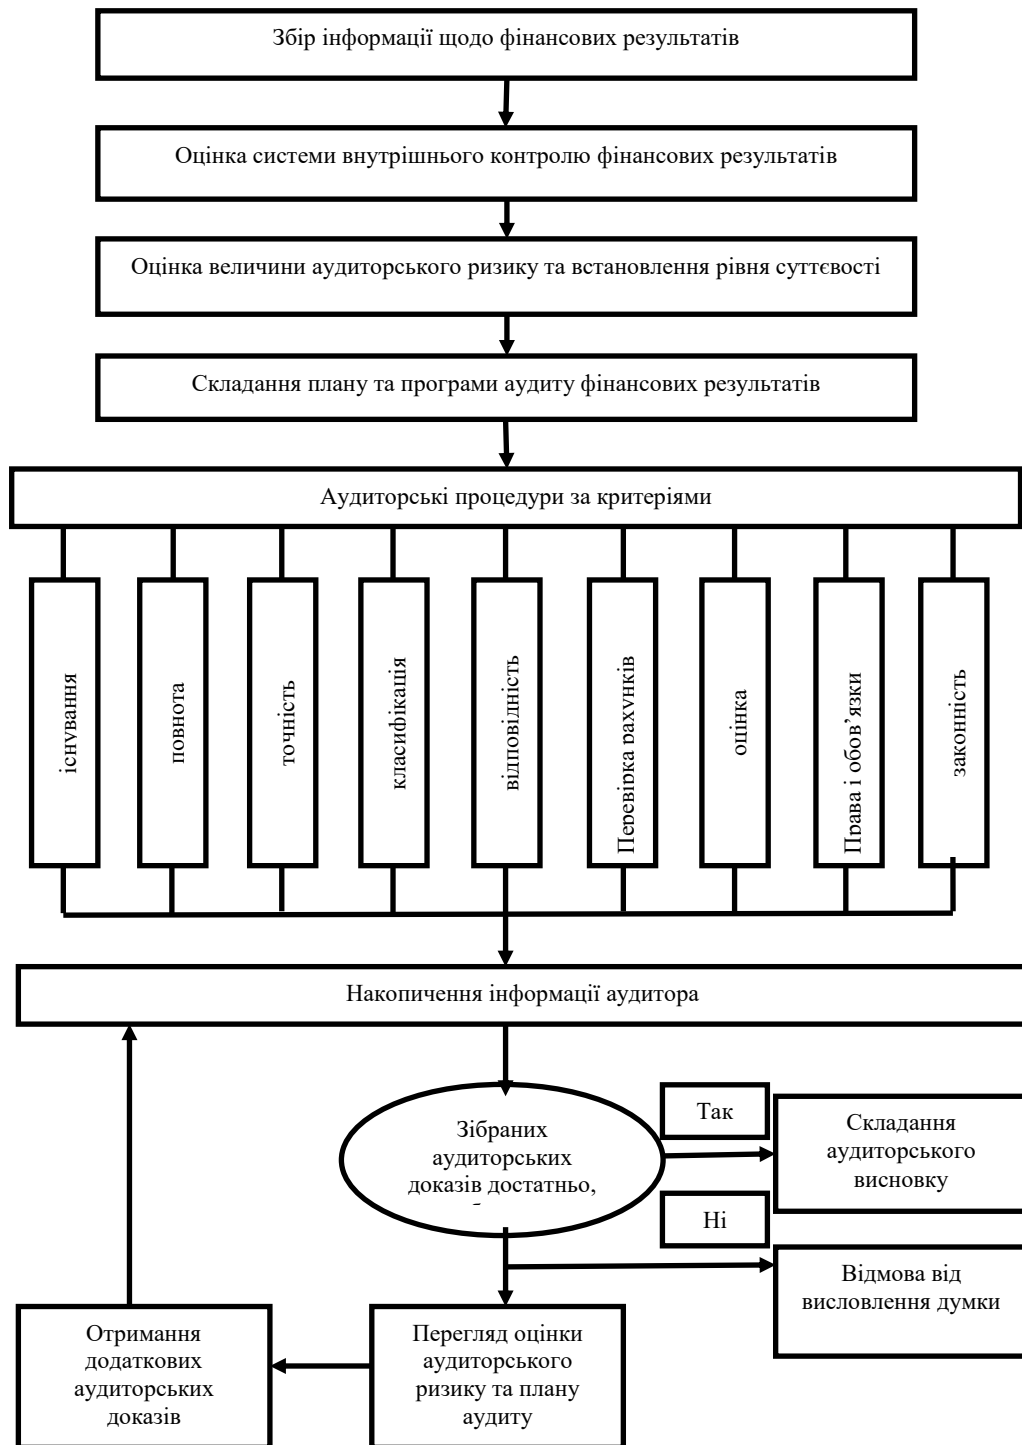 Збір інформації щодо фінансових результатів
Оцінка системи внутрішнього контролю фінансових результатів
Оцінка величини аудиторського ризику та встановлення рівня суттєвості
Складання плану та програми аудиту фінансових результатів
Аудиторські процедури за критеріями
існування
повнота
точність
класифікація
відповідність
Перевірка рахунків
оцінка
Права і обов’язки
законність
Накопичення інформації аудитора
Зібраних
аудиторських
доказів достатньо,
Так
Складання
аудиторського
висновку
Ні
Відмова від
висловлення думки
Отримання
додаткових
аудиторських
доказів
Перегляд оцінки
аудиторського
ризику та плану
аудиту